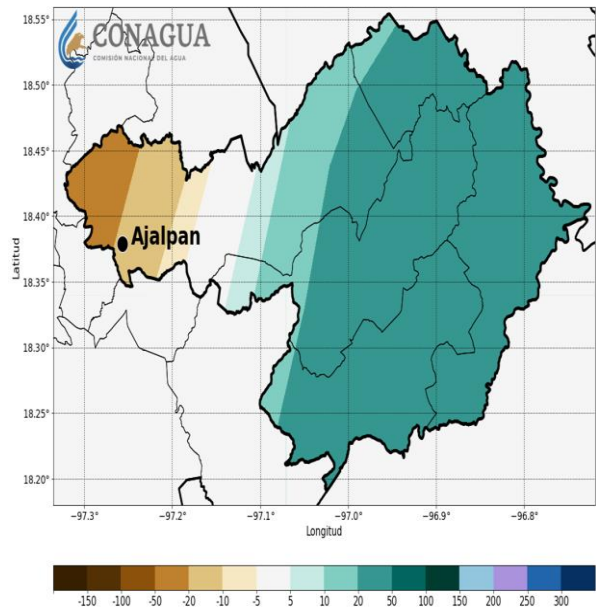 18.55°
CONAGUA
COMISIÓN NACIONAL DEL AGUA
18.50°
18.45°
18.40°
Ajalpan
Latitud
18.35°
18.30°
18.25°
18.20°
−97.3° −97.2° −97.1° −97.0° −96.9° −96.8°
Longitud
-150 -100 -50 -20 -10 -5 5 10 20 50 100 150 200 250 300